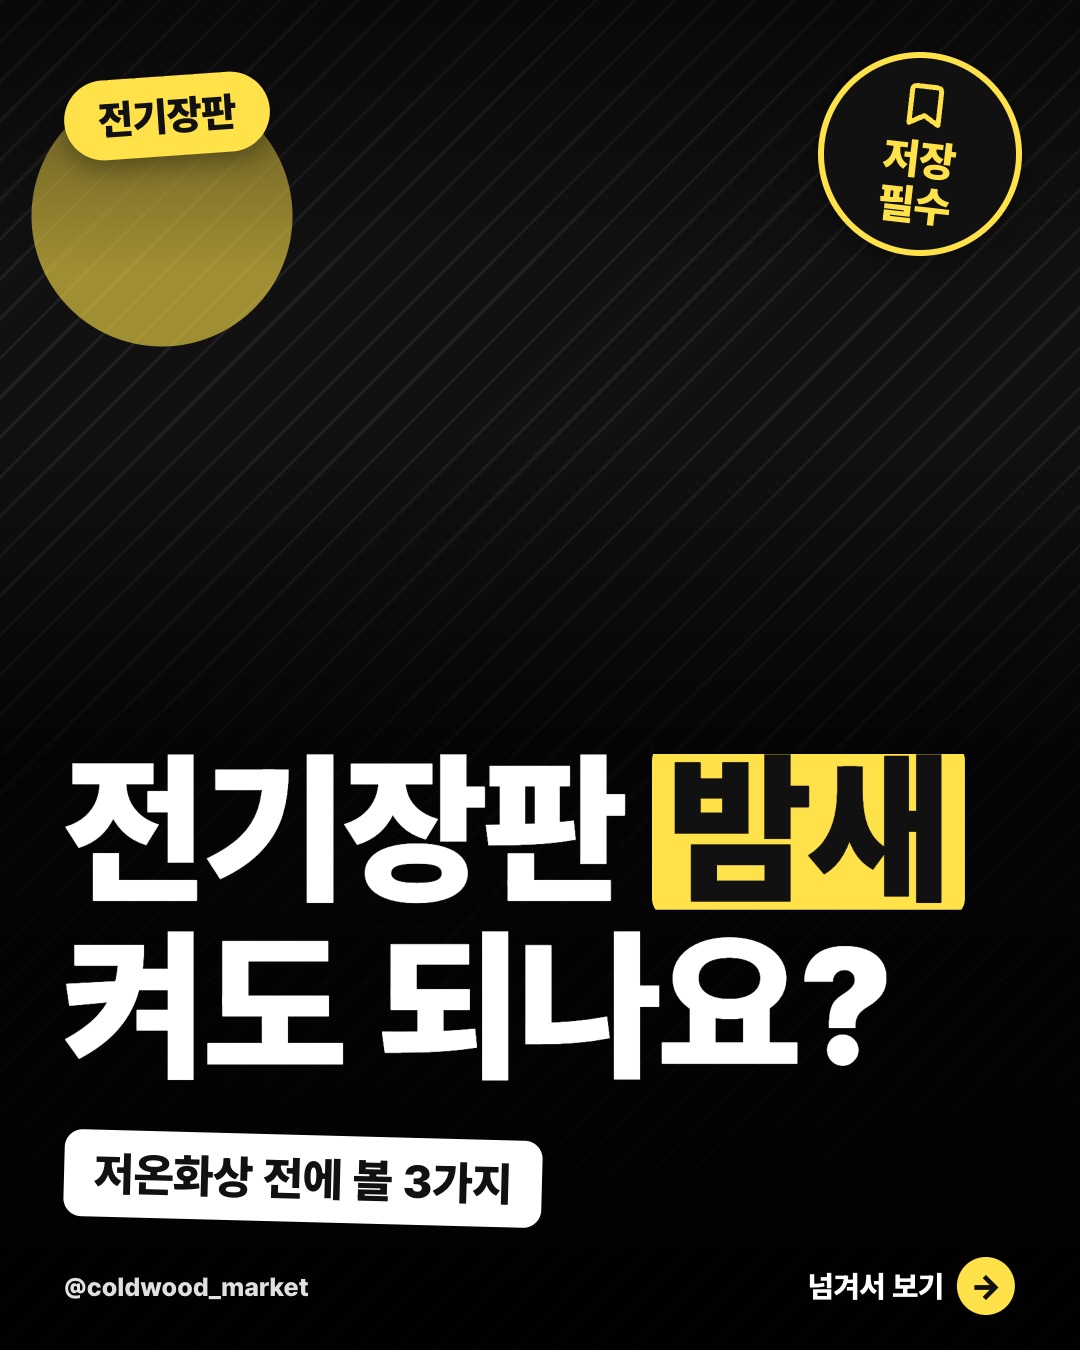 전기장판
저장
필수
전기장판 밤새
켜도 되나요?
저온화상 전에 볼 3가지
@coldwood_market
넘겨서 보기